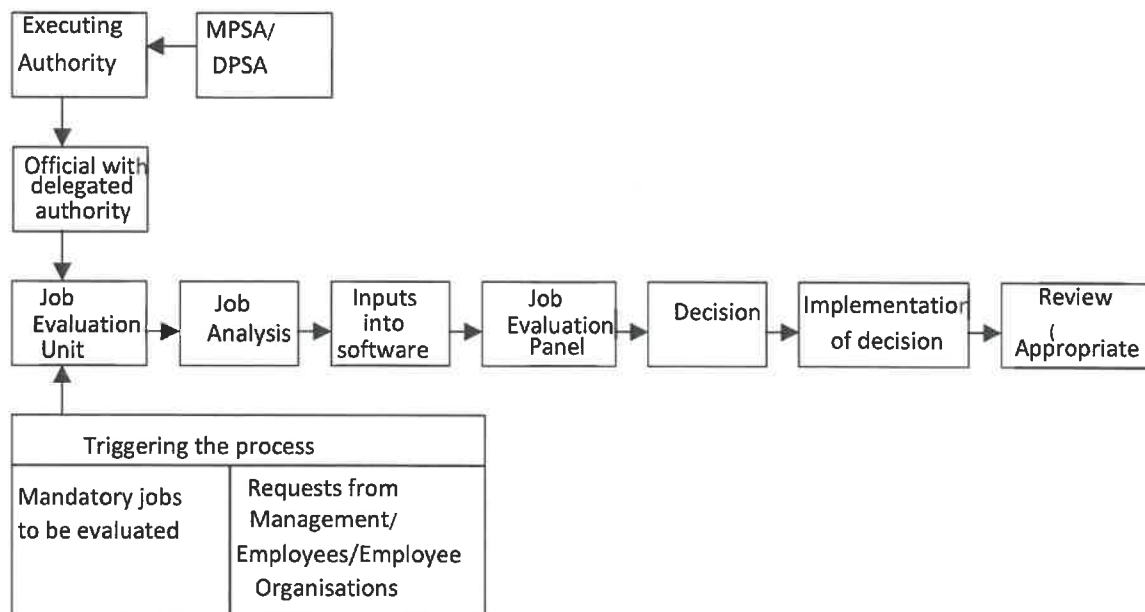 Executing
Authority
MPSA/
DPSA
Official with
delegated
authority
Job
Evaluation
Unit
Job
Analysis
Inputs
into
software
Job
Evaluation
Panel
Decision
Implementation
of decision
Review
(
Appropriate
Triggering the process
Mandatory jobs
to be evaluated
Requests from
Management/
Employees/Employee
Organisations